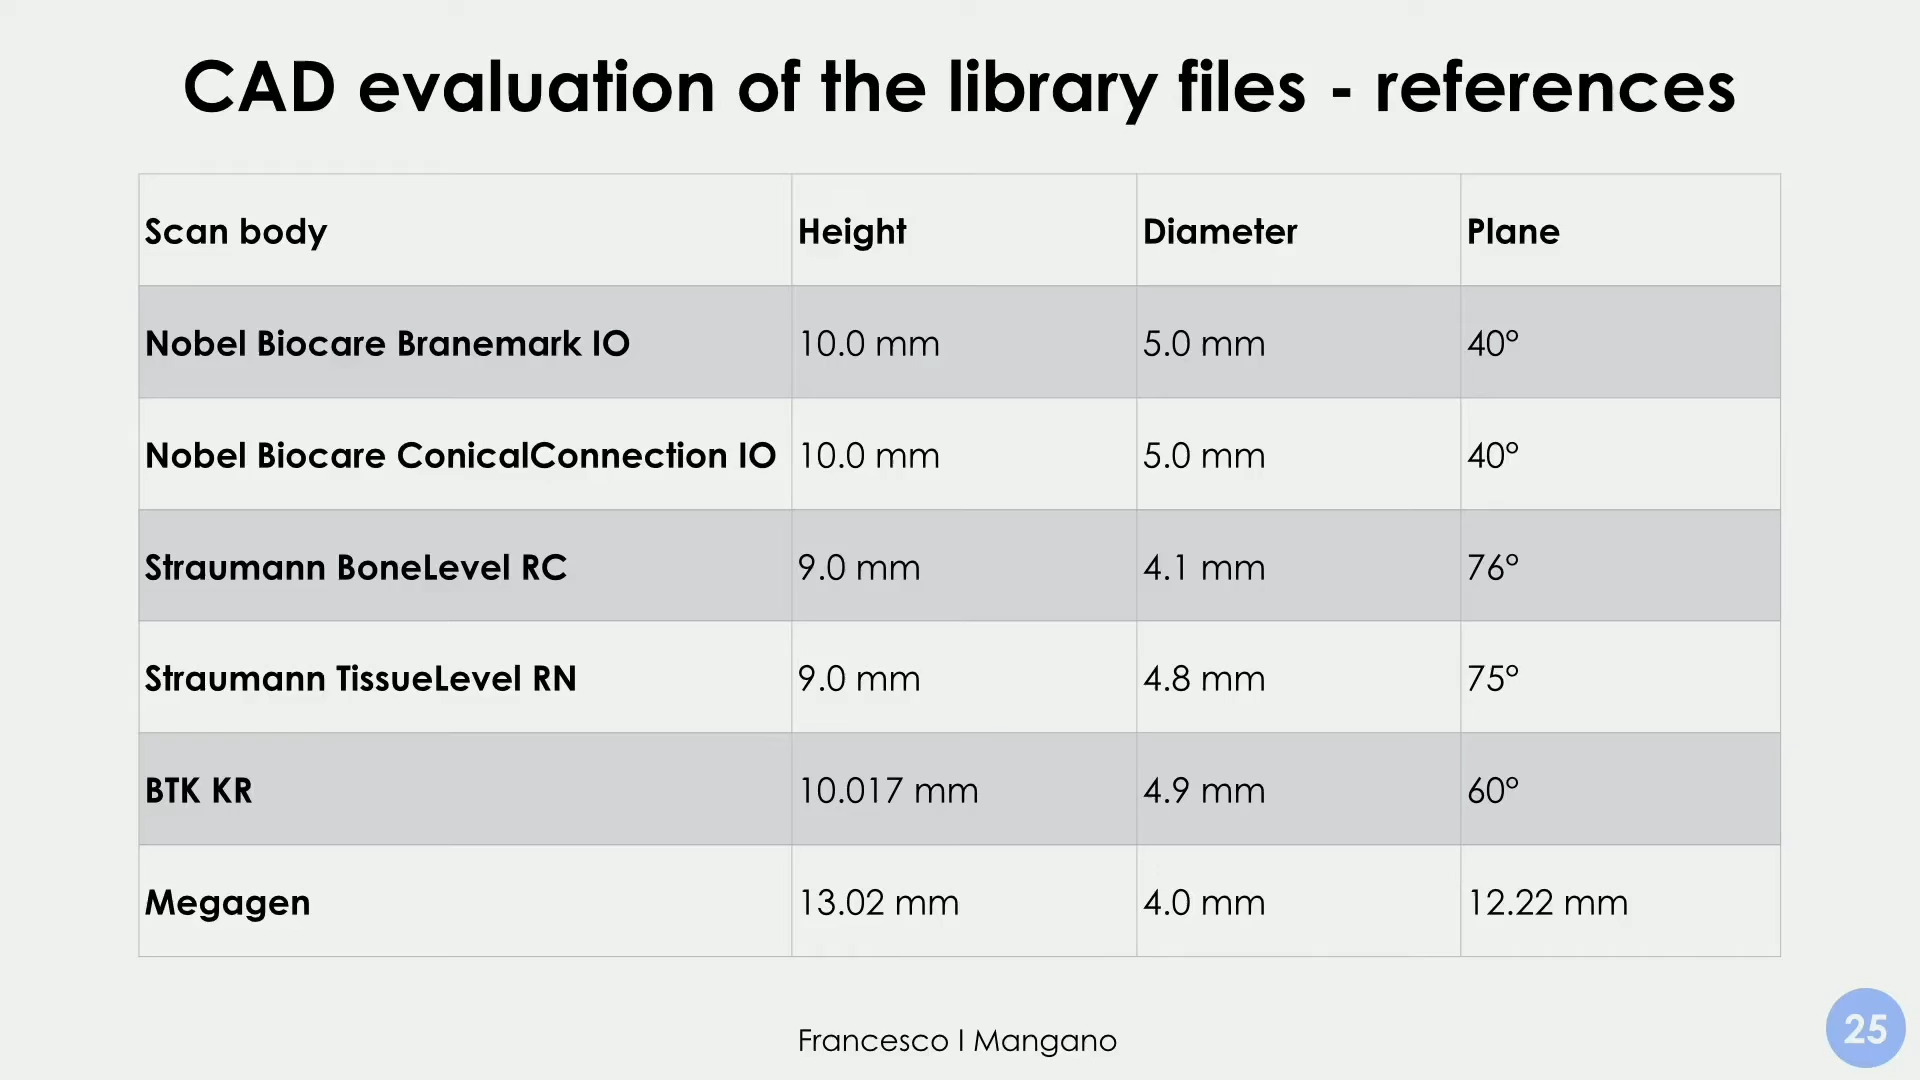 CAD evaluation of the library files - references
Scan body Height Diameter Plane
Nobel Biocare Branemark IO 10.0 mm 5.0 mm 40°
Nobel Biocare ConicalConnection IO 10.0 mm 5.0 mm 40°
Straumann BoneLevel RC 9.0 mm 4.1 mm 76°
Straumann TissueLevel RN 9.0 mm 4.8 mm 75°
BTK KR 10.017 mm 4.9 mm 60°
Megagen 13.02 mm 4.0 mm 12.22 mm
Francesco I Mangano
25